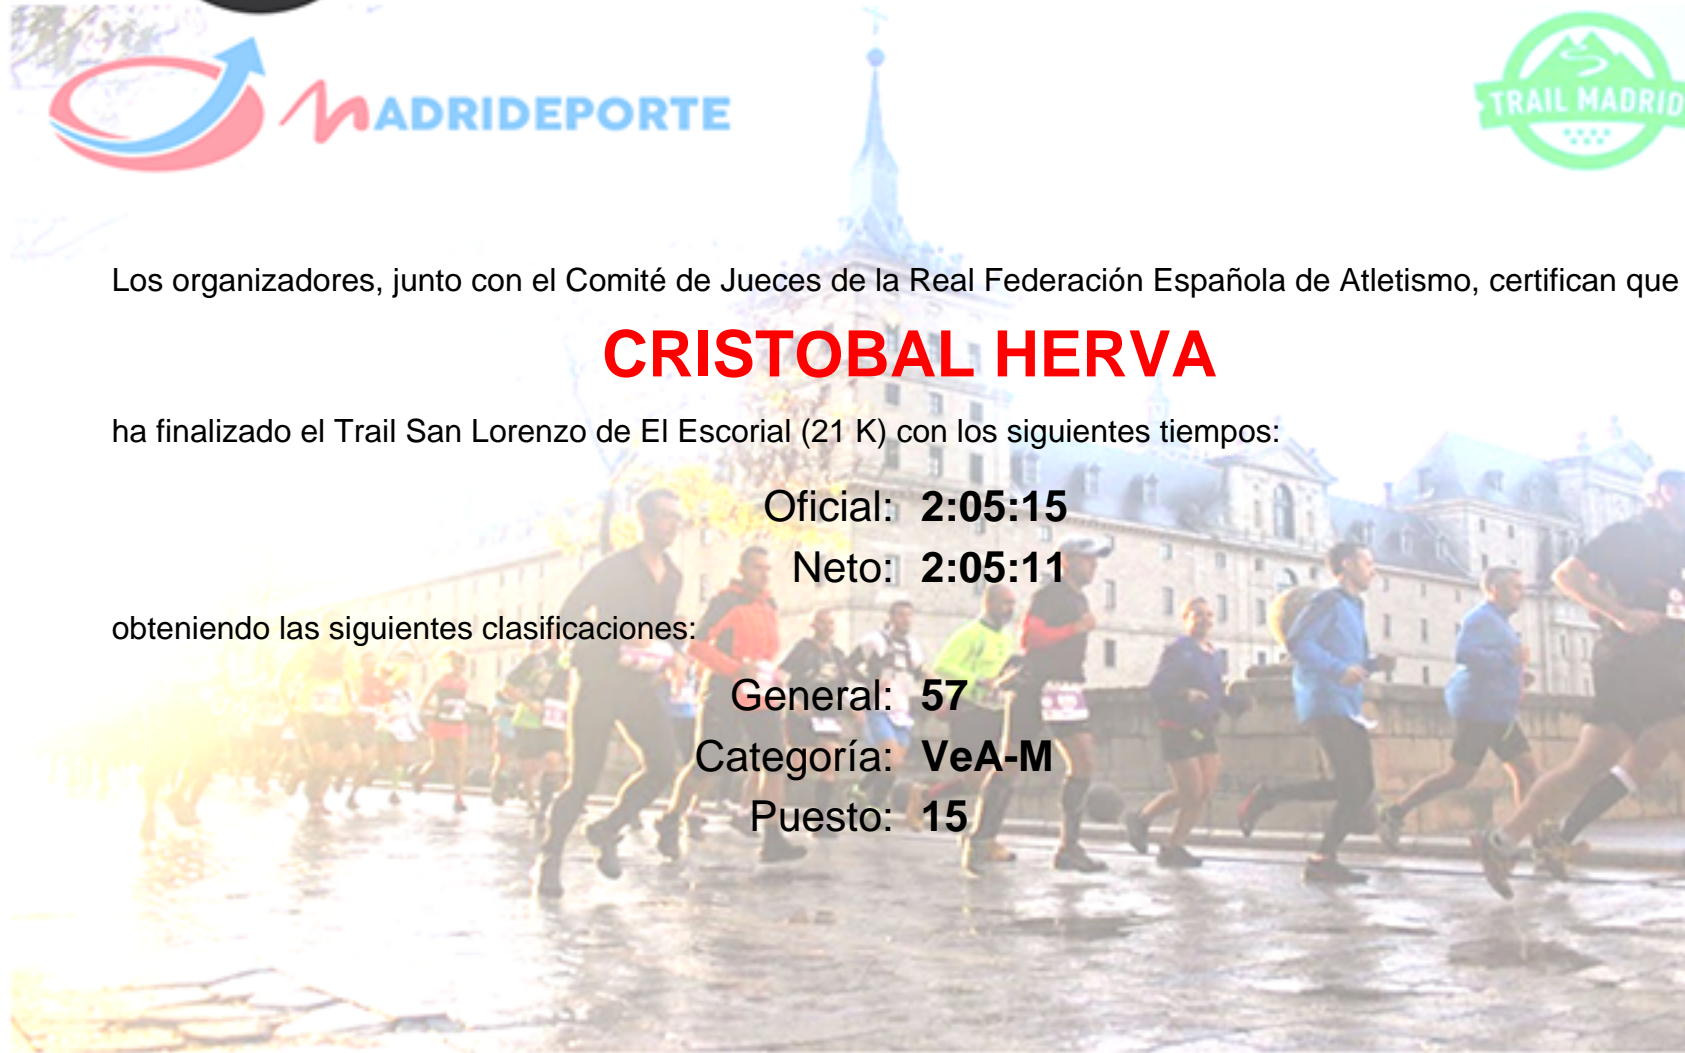 MADRIDEPORTE
TRAIL MADRID
Los organizadores, junto con el Comité de Jueces de la Real Federación Española de Atletismo, certifican que
CRISTOBAL HERVA
ha finalizado el Trail San Lorenzo de El Escorial (21 K) con los siguientes tiempos:
Oficial: 2:05:15
Neto: 2:05:11
obteniendo las siguientes clasificaciones:
General: 57
Categoría: VeA-M
Puesto: 15